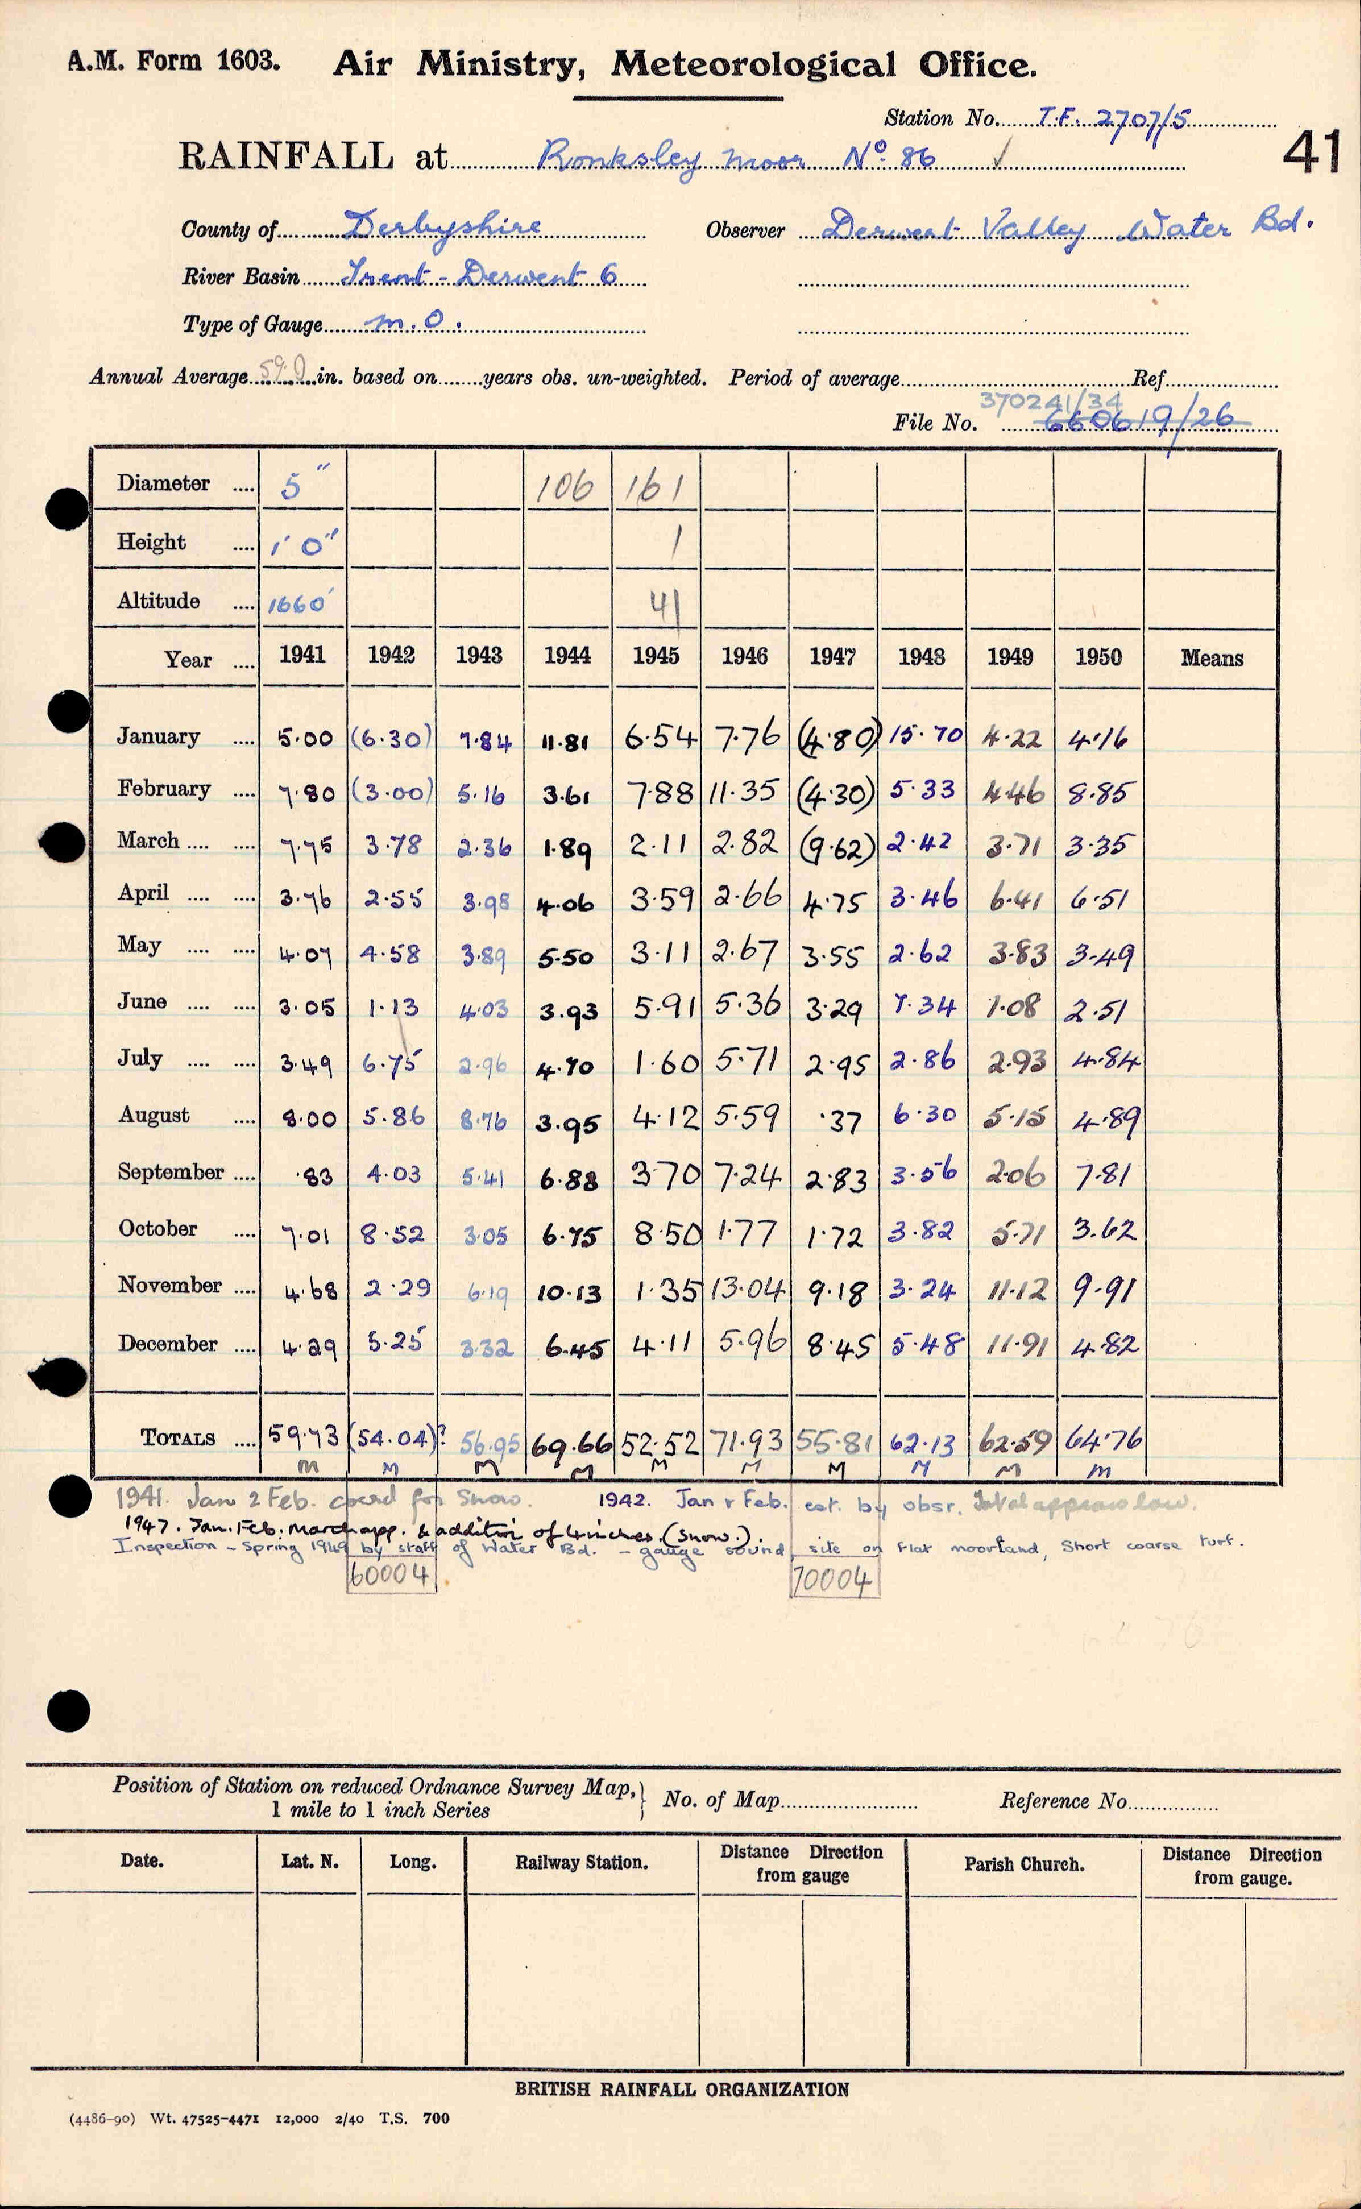 A.M. Form 1603. Air Ministry, Meteorological Office.
Station No. T.F. 2707/5
RAINFALL at Ronksley Moor No. 86 ✓
41
County of Derbyshire Observer Derwent Valley Water Bd.
River Basin Trent - Derwent 6
Type of Gauge M.O.
Annual Average 59.0 in. based on years obs. un-weighted. Period of average Ref.
370241/34
File No. 660619/26
Diameter .... 5" 106 161
Height .... 1' 0" 1
Altitude .... 1660' 41
Year .... 1941 1942 1943 1944 1945 1946 1947 1948 1949 1950 Means
January .... 5.00 (6.30) 7.84 11.81 6.54 7.76 (4.80) 15.70 4.22 4.16
February .... 7.80 (3.00) 5.16 3.61 7.88 11.35 (4.30) 5.33 4.46 8.85
March .... .... 7.75 3.78 2.36 1.89 2.11 2.82 (9.62) 2.42 3.71 3.35
April .... .... 3.76 2.55 3.98 4.06 3.59 2.66 4.75 3.46 6.41 6.51
May .... .... 4.07 4.58 3.89 5.50 3.11 2.67 3.55 2.62 3.83 3.49
June .... .... 3.05 1.13 4.03 3.93 5.91 5.36 3.29 7.34 1.08 2.51
July .... .... 3.49 6.75 2.96 4.70 1.60 5.71 2.95 2.86 2.93 4.84
August .... 8.00 5.86 8.76 3.95 4.12 5.59 .37 6.30 5.15 4.89
September .... .83 4.03 5.41 6.88 3.70 7.24 2.83 3.56 2.06 7.81
October .... 7.01 8.52 3.05 6.75 8.50 1.77 1.72 3.82 5.71 3.62
November .... 4.68 2.29 6.19 10.13 1.35 13.04 9.18 3.24 11.12 9.91
December .... 4.29 5.25 3.32 6.45 4.11 5.96 8.45 5.48 11.91 4.82
TOTALS .... 59.73 (54.04)? 56.95 69.66 52.52 71.93 55.81 62.13 62.59 64.76
M M M M M M M M M M
1941. Jan & Feb. for Snow. 1942. Jan & Feb. est. by obsr. Total approx low.
1947. Jan. Feb. March app. & addition of 4 inches (Snow.).
Inspection - Spring 1949 by staff of Water Bd. - gauge sound, site on flat moorland, short coarse turf.
60004 70004
Position of Station on reduced Ordnance Survey Map, } No. of Map Reference No.
1 mile to 1 inch Series
Date. Lat. N. Long. Railway Station. Distance Direction from gauge Parish Church. Distance Direction from gauge.
BRITISH RAINFALL ORGANIZATION
(4486-90) Wt. 47525-4471 12,000 2/40 T.S. 700